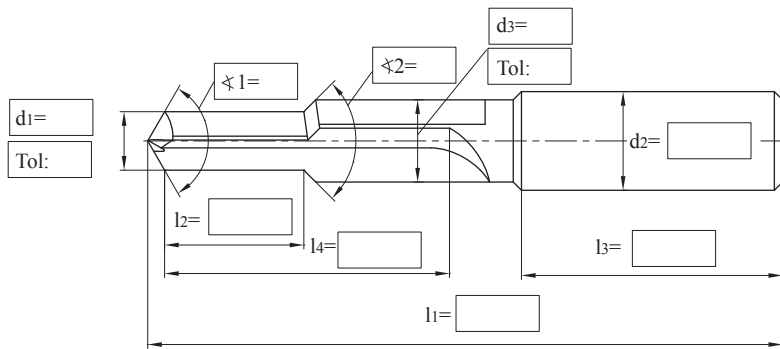 d3=
Tol:
∢1=
∢2=
d1=
Tol:
d2=
l2=
l4=
l3=
l1=